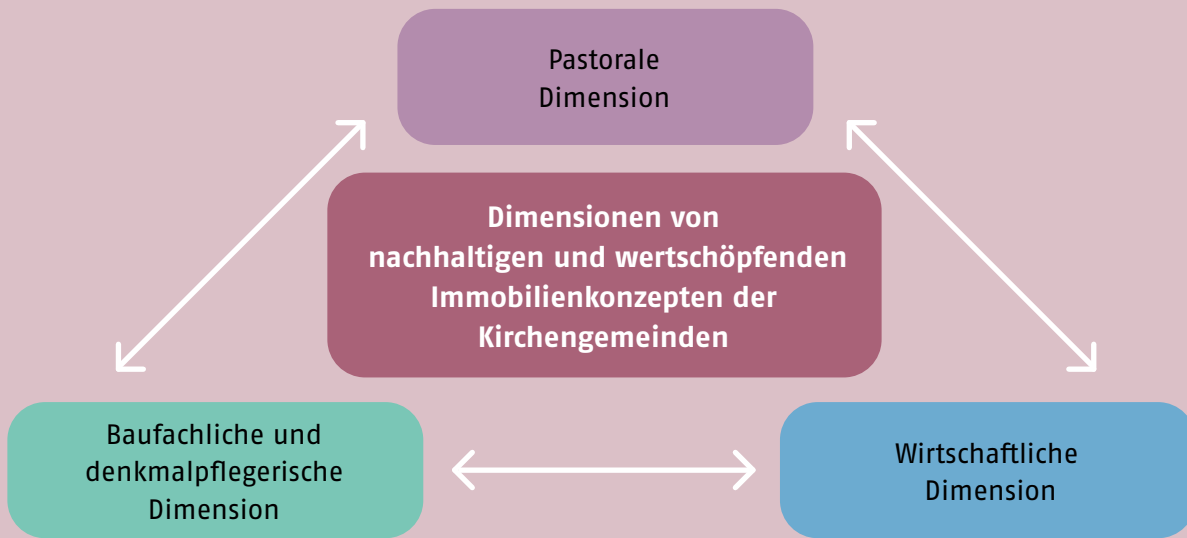 Pastorale
Dimension
Dimensionen von
nachhaltigen und wertschöpfenden
Immobilienkonzepten der
Kirchengemeinden
Baufachliche und
denkmalpflegerische
Dimension
Wirtschaftliche
Dimension